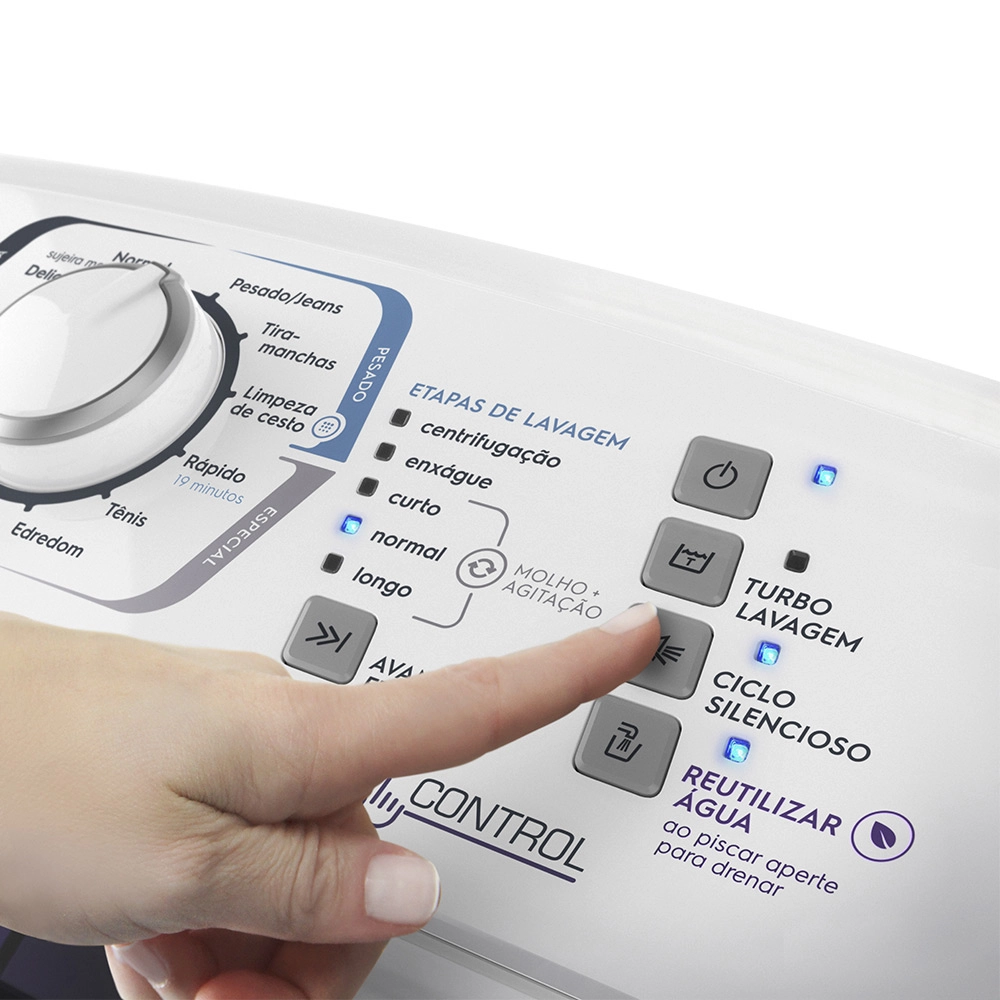 Pesado/Jeans
Tira-
manchas
Limpeza
de cesto
Rápido
19 minutos
Tênis
Edredom
PESADO
ESPECIAL
ETAPAS DE LAVAGEM
centrifugação
enxágue
curto
normal
longo
MOLHO +
AGITAÇÃO
TURBO
LAVAGEM
CICLO
SILENCIOSO
REUTILIZAR
ÁGUA
ao piscar aperte
para drenar
CONTROL